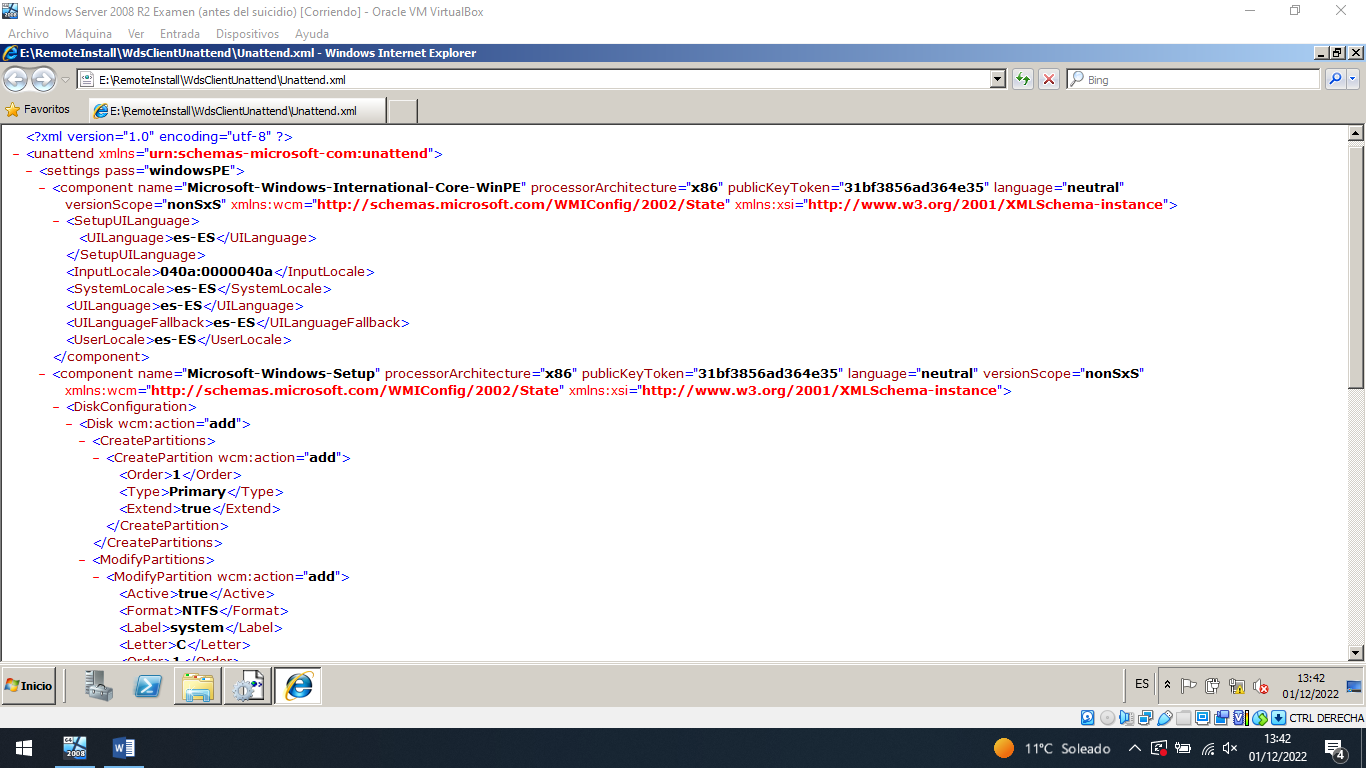 Windows Server 2008 R2 Examen (antes del suicidio) [Corriendo] - Oracle VM VirtualBox
Archivo Máquina Ver Entrada Dispositivos Ayuda
E:\RemoteInstall\WdsClientUnattend\Unattend.xml - Windows Internet Explorer
E:\RemoteInstall\WdsClientUnattend\Unattend.xml Bing
Favoritos E:\RemoteInstall\WdsClientUnattend\Unattend.xml
<?xml version="1.0" encoding="utf-8" ?>
- <unattend xmlns="urn:schemas-microsoft-com:unattend">
- <settings pass="windowsPE">
- <component name="Microsoft-Windows-International-Core-WinPE" processorArchitecture="x86" publicKeyToken="31bf3856ad364e35" language="neutral"
versionScope="nonSxS" xmlns:wcm="http://schemas.microsoft.com/WMIConfig/2002/State" xmlns:xsi="http://www.w3.org/2001/XMLSchema-instance">
- <SetupUILanguage>
<UILanguage>es-ES</UILanguage>
</SetupUILanguage>
<InputLocale>040a:0000040a</InputLocale>
<SystemLocale>es-ES</SystemLocale>
<UILanguage>es-ES</UILanguage>
<UILanguageFallback>es-ES</UILanguageFallback>
<UserLocale>es-ES</UserLocale>
</component>
- <component name="Microsoft-Windows-Setup" processorArchitecture="x86" publicKeyToken="31bf3856ad364e35" language="neutral" versionScope="nonSxS"
xmlns:wcm="http://schemas.microsoft.com/WMIConfig/2002/State" xmlns:xsi="http://www.w3.org/2001/XMLSchema-instance">
- <DiskConfiguration>
- <Disk wcm:action="add">
- <CreatePartitions>
- <CreatePartition wcm:action="add">
<Order>1</Order>
<Type>Primary</Type>
<Extend>true</Extend>
</CreatePartition>
</CreatePartitions>
- <ModifyPartitions>
- <ModifyPartition wcm:action="add">
<Active>true</Active>
<Format>NTFS</Format>
<Label>system</Label>
<Letter>C</Letter>
<Order>1</Order>
Inicio ES 13:42
01/12/2022
CTRL DERECHA
2008 11°C Soleado 13:42
01/12/2022 4